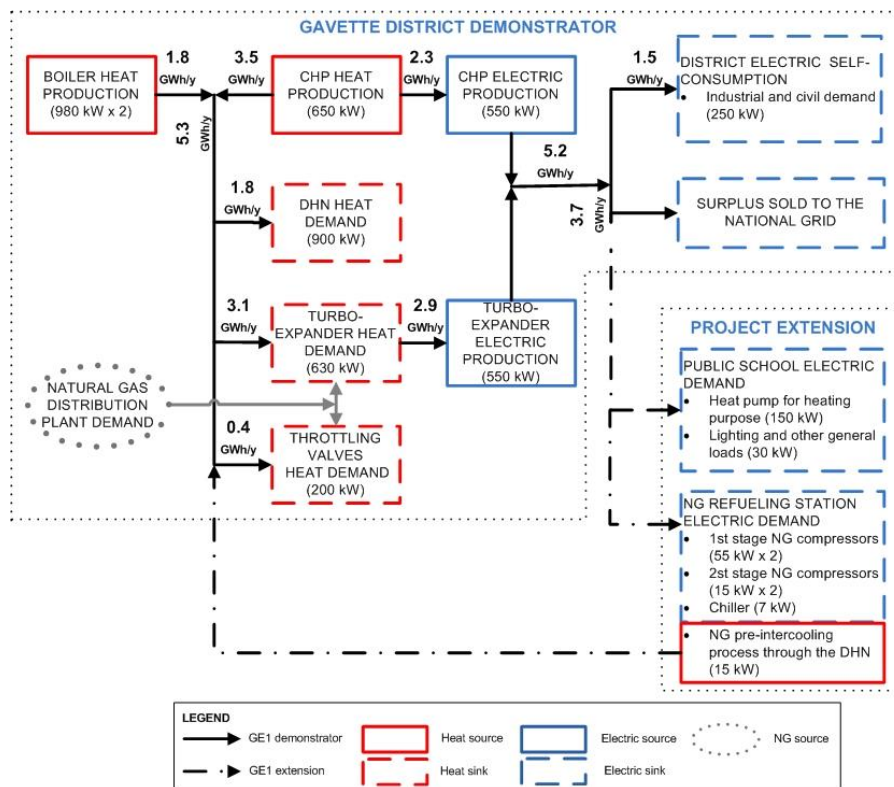 GAVETTE DISTRICT DEMONSTRATOR
1.8
GWh/y
3.5
GWh/y
2.3
GWh/y
1.5
GWh/y
BOILER HEAT
PRODUCTION
(980 kW x 2)
CHP HEAT
PRODUCTION
(650 kW)
CHP ELECTRIC
PRODUCTION
(550 kW)
DISTRICT ELECTRIC SELF-
CONSUMPTION
• Industrial and civil demand
(250 kW)
5.3
GWh/y
5.2
GWh/y
3.7
GWh/y
1.8
GWh/y
DHN HEAT
DEMAND
(900 kW)
SURPLUS SOLD TO THE
NATIONAL GRID
3.1
GWh/y
TURBO-
EXPANDER HEAT
DEMAND
(630 kW)
2.9
GWh/y
TURBO-
EXPANDER
ELECTRIC
PRODUCTION
(550 kW)
NATURAL GAS
DISTRIBUTION
PLANT DEMAND
0.4
GWh/y
THROTTLING
VALVES
HEAT DEMAND
(200 kW)
PROJECT EXTENSION
PUBLIC SCHOOL ELECTRIC
DEMAND
• Heat pump for heating
purpose (150 kW)
• Lighting and other general
loads (30 kW)
NG REFUELING STATION
ELECTRIC DEMAND
• 1st stage NG compressors
(55 kW x 2)
• 2st stage NG compressors
(15 kW x 2)
• Chiller (7 kW)
• NG pre-intercooling
process through the DHN
(15 kW)
LEGEND
GE1 demonstrator
Heat source
Electric source
NG source
GE1 extension
Heat sink
Electric sink